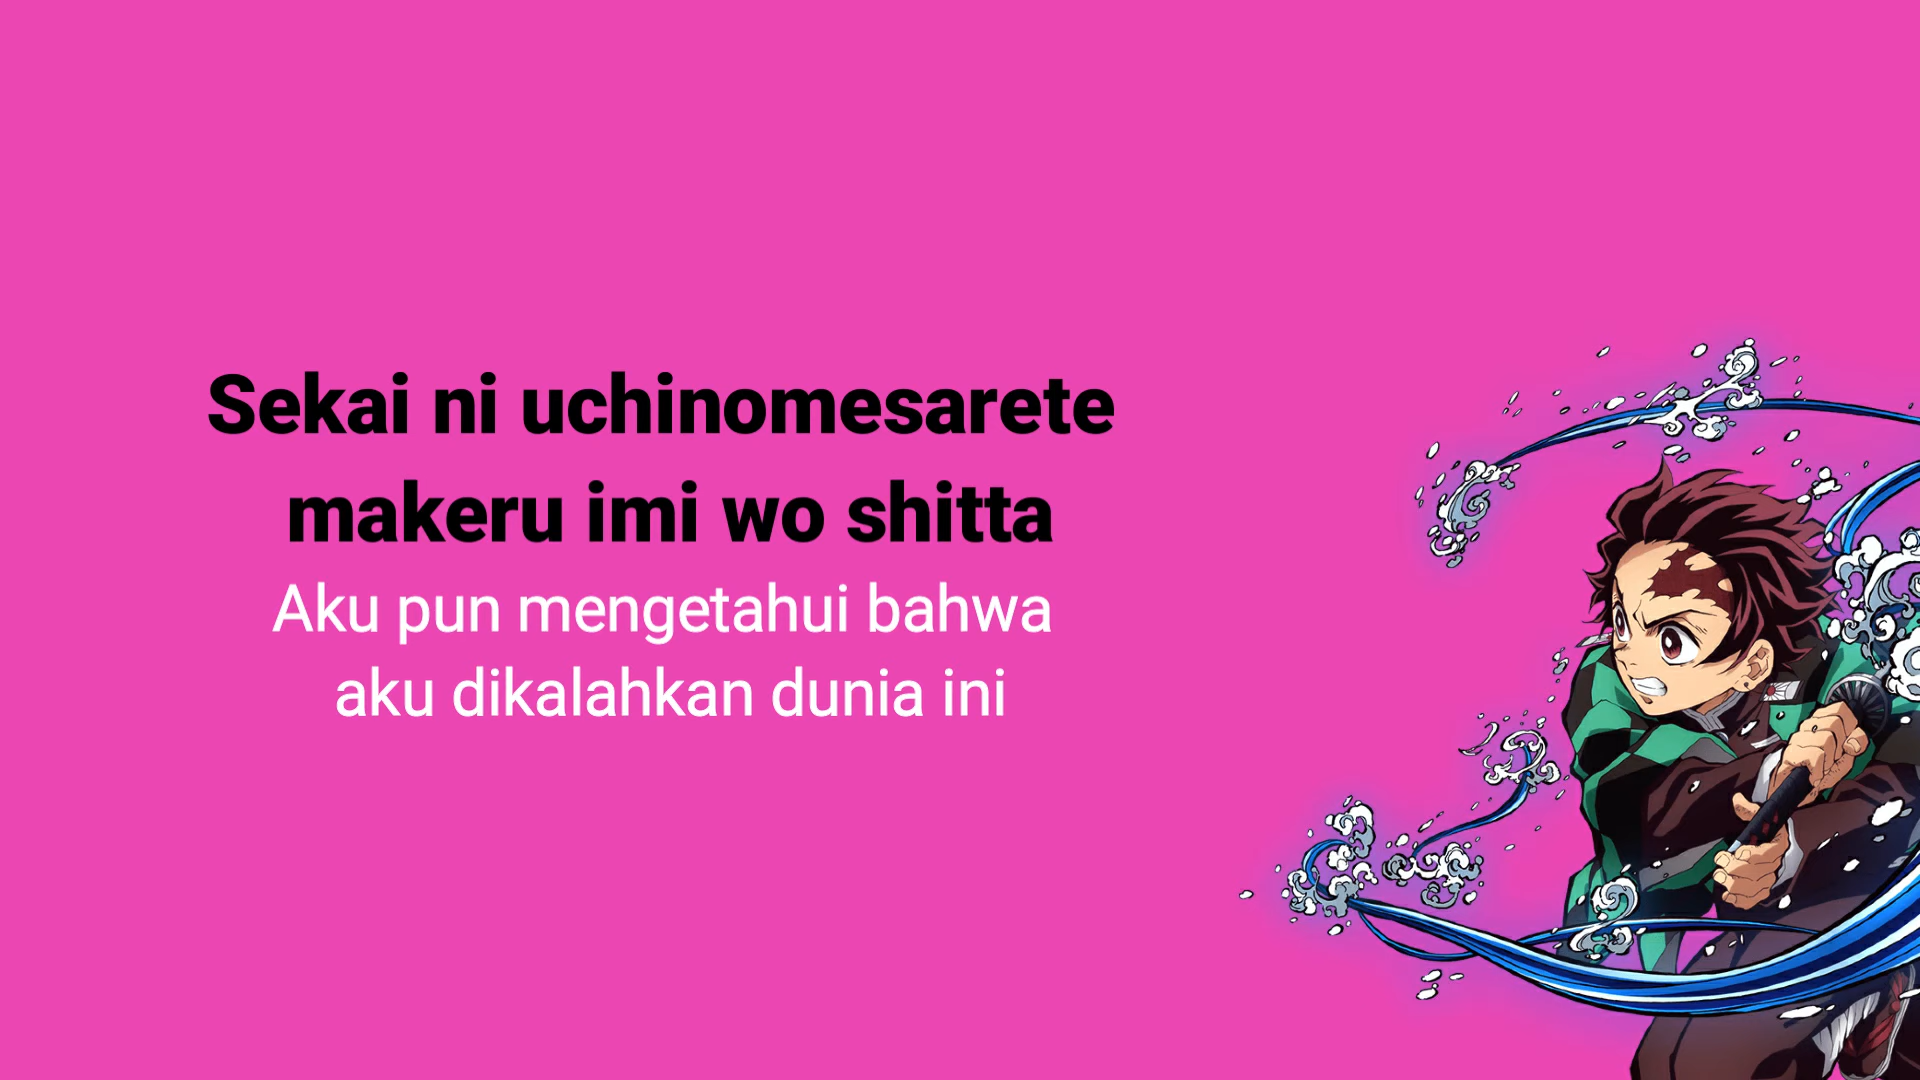 Sekai ni uchinomesarete
makeru imi wo shitta
Aku pun mengetahui bahwa
aku dikalahkan dunia ini